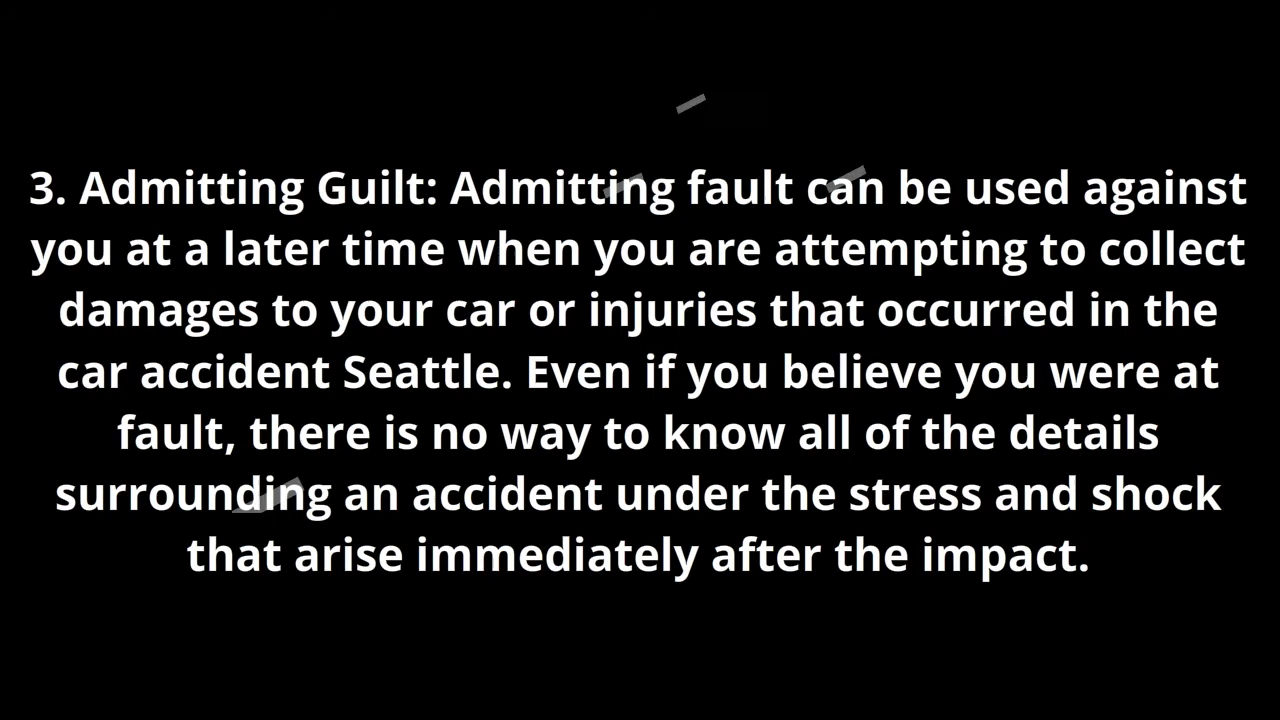 3. Admitting Guilt: Admitting fault can be used against
you at a later time when you are attempting to collect
damages to your car or injuries that occurred in the
car accident Seattle. Even if you believe you were at
fault, there is no way to know all of the details
surrounding an accident under the stress and shock
that arise immediately after the impact.